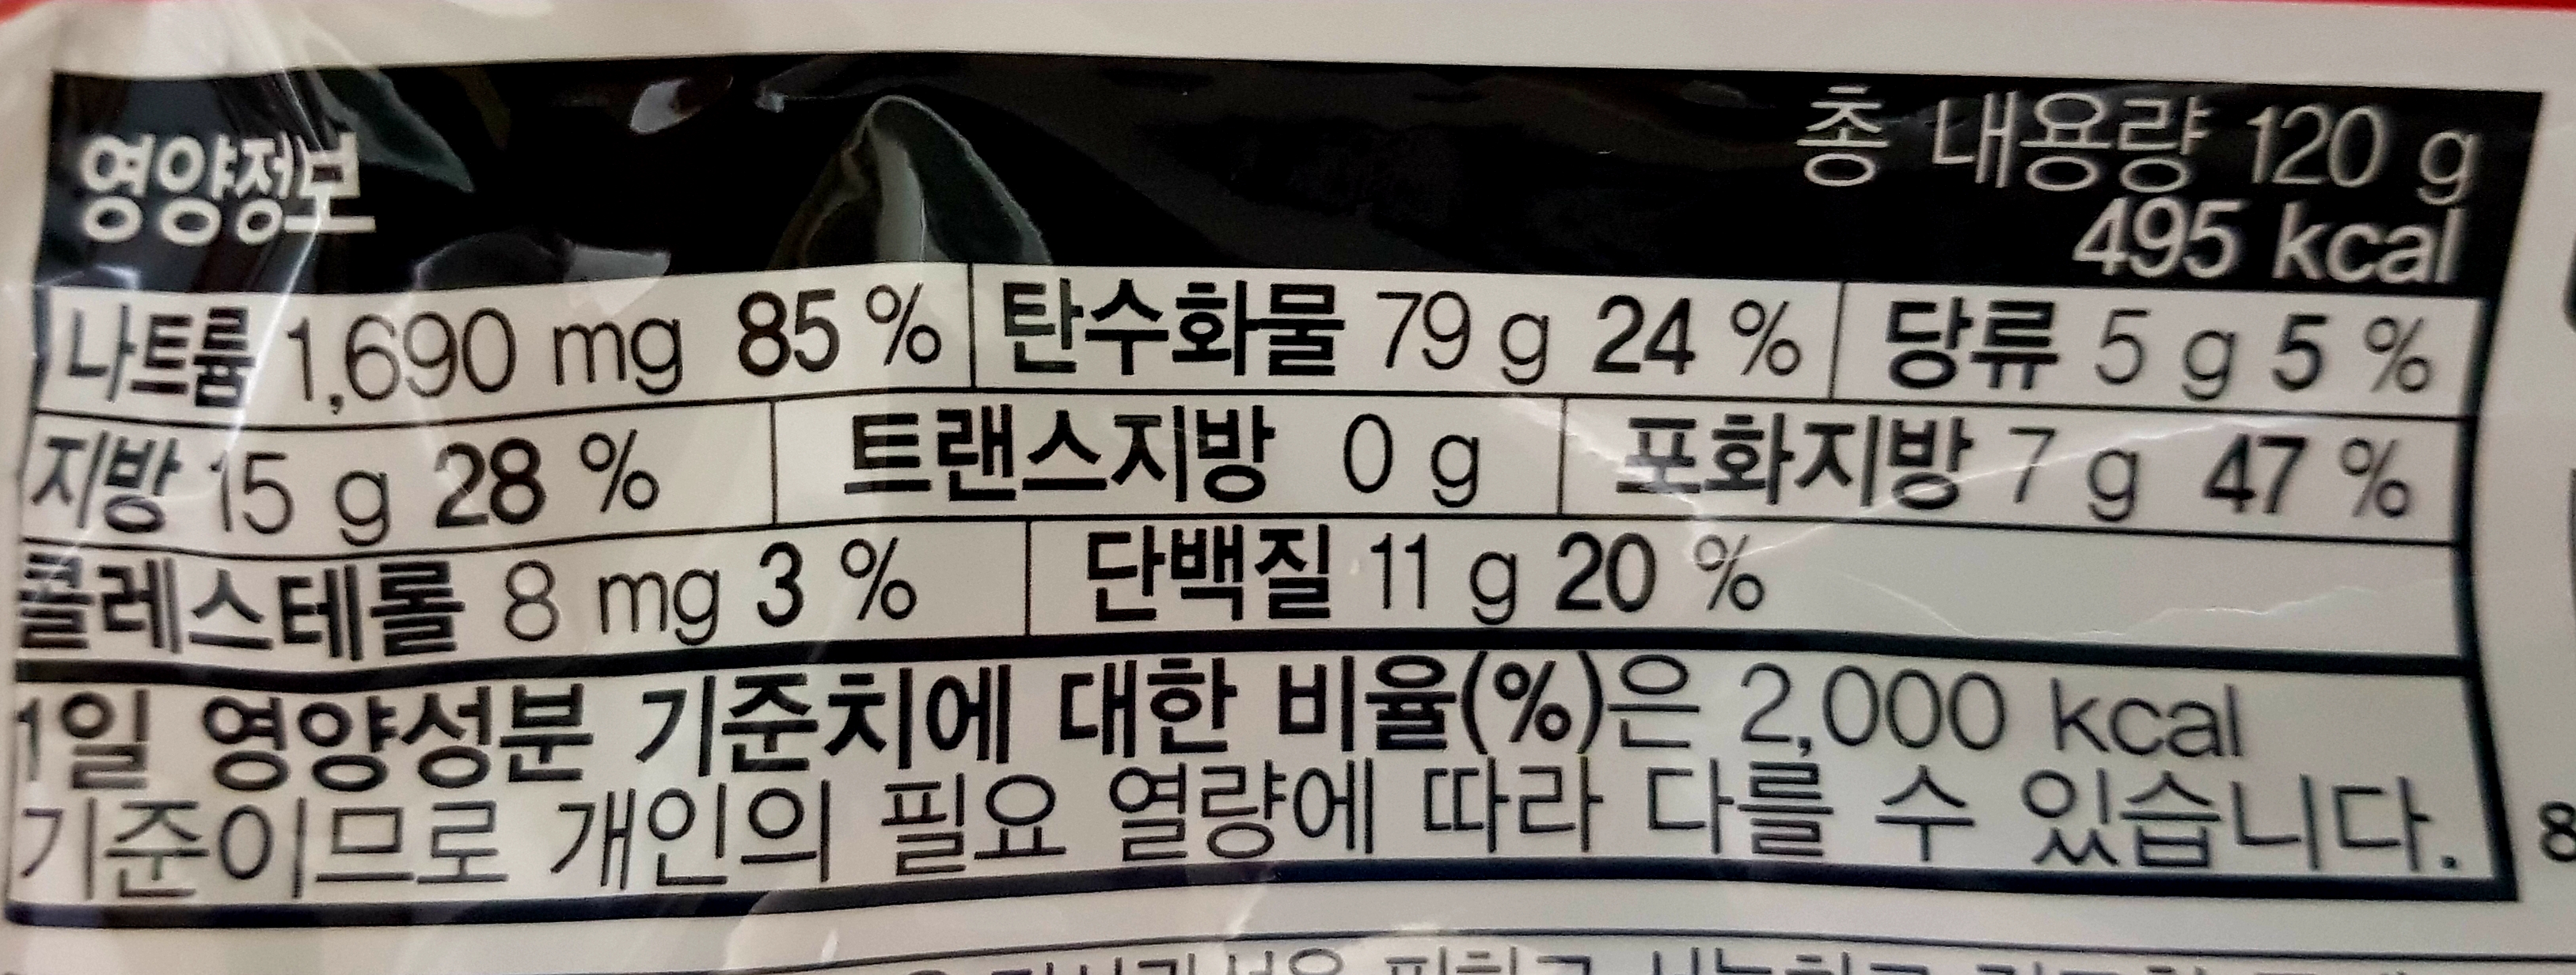 영양정보
총 내용량 120 g
495 kcal
나트륨 1,690 mg 85 % 탄수화물 79 g 24 % 당류 5 g 5 %
지방 15 g 28 % 트랜스지방 0 g 포화지방 7 g 47 %
콜레스테롤 8 mg 3 % 단백질 11 g 20 %
1일 영양성분 기준치에 대한 비율(%)은 2,000 kcal
기준이므로 개인의 필요 열량에 따라 다를 수 있습니다.
8